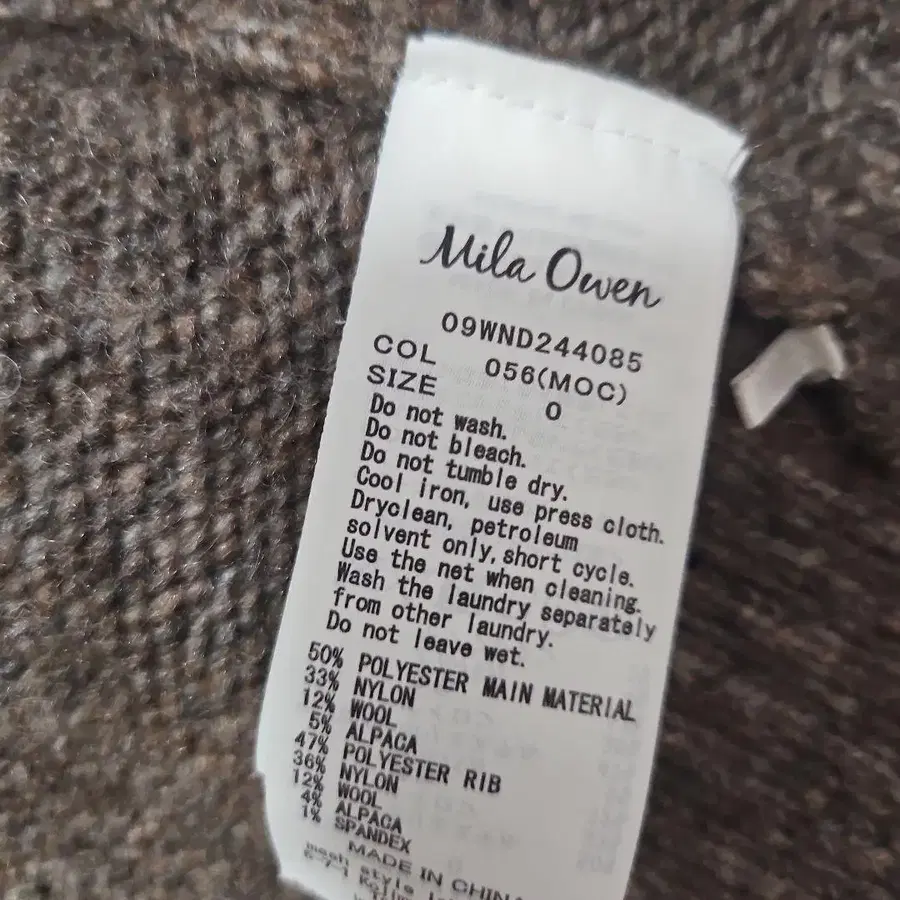 Mila Owen
09WND244085
COL 056(MOC)
SIZE 0
Do not wash.
Do not bleach.
Do not tumble dry.
Cool iron, use press cloth.
Dryclean, petroleum
solvent only,short cycle.
Use the net when cleaning.
Wash the laundry separately
from other laundry.
Do not leave wet.
50% POLYESTER MAIN MATERIAL
33% NYLON
12% WOOL
5% ALPACA
47% POLYESTER RIB
36% NYLON
12% WOOL
4% ALPACA
1% SPANDEX
MADE IN CHINA
mash style